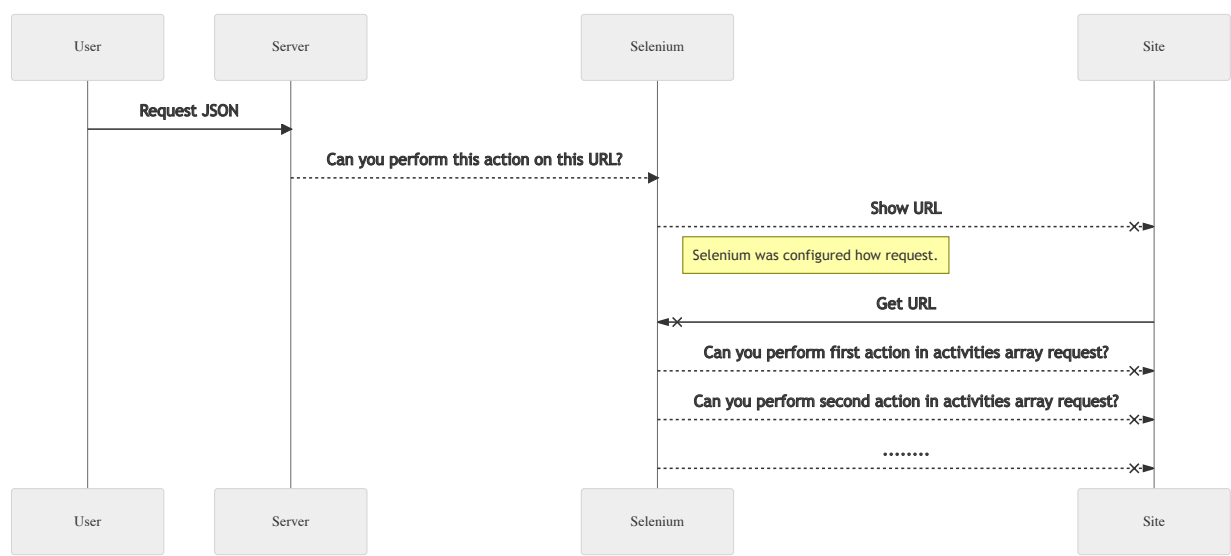 User
Server
Selenium
Site
Request JSON
Can you perform this action on this URL?
Show URL
Selenium was configured how request.
Get URL
Can you perform first action in activities array request?
Can you perform second action in activities array request?
........
User
Server
Selenium
Site